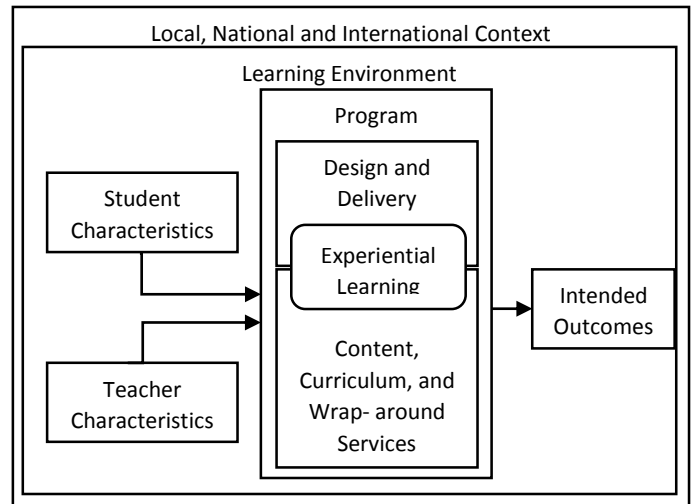 Local, National and International Context
Learning Environment
Program
Design and
Delivery
Student
Characteristics
Experiential
Learning
Intended
Outcomes
Content,
Curriculum, and
Wrap- around
Services
Teacher
Characteristics